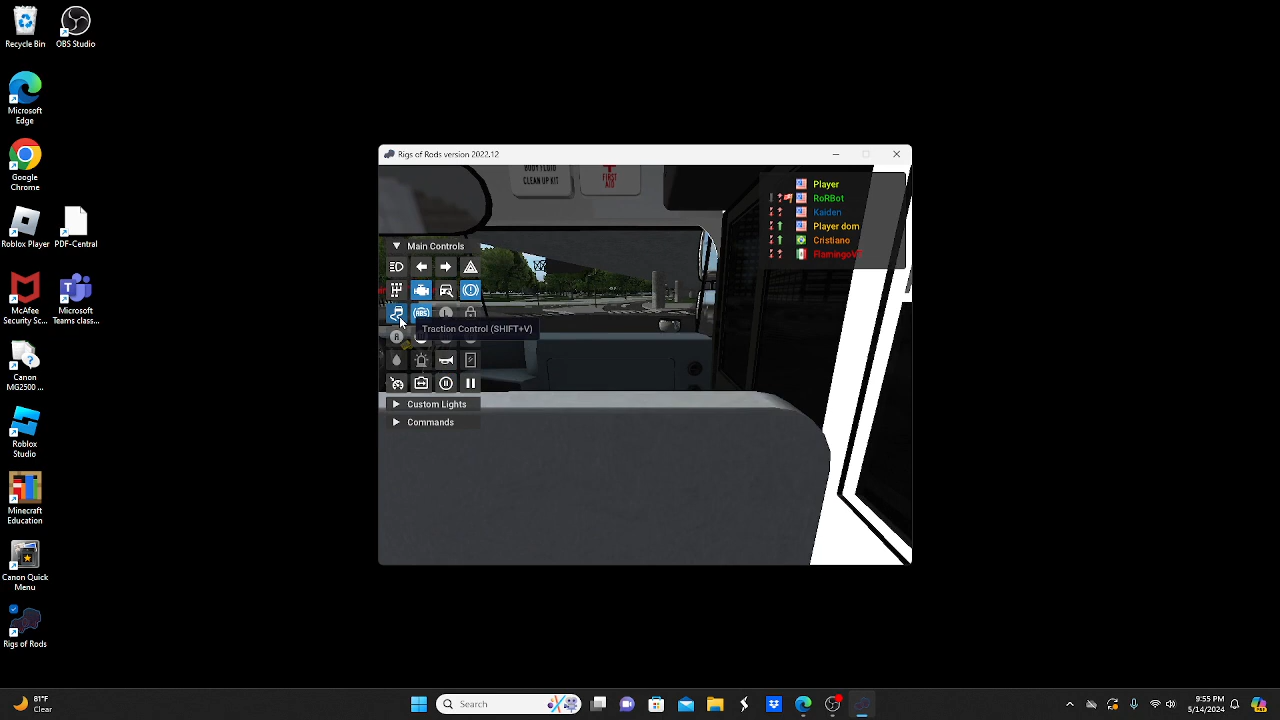 Recycle Bin
OBS Studio
Microsoft
Edge
Google
Chrome
Roblox Player
PDF-Central
McAfee
Security Sc...
Microsoft
Teams class...
Canon
MG2500 ...
Roblox
Studio
Minecraft
Education
Canon Quick
Menu
Rigs of Rods
Rigs of Rods version 2022.12
BODY FLUID
CLEAN UP KIT
FIRST
AID
Player
RoRBot
Kaiden
Player dom
Cristiano
Main Controls
ABS
Traction Control (SHIFT+V)
Custom Lights
Commands
81°F
Clear
Search
9:55 PM
5/24/2024